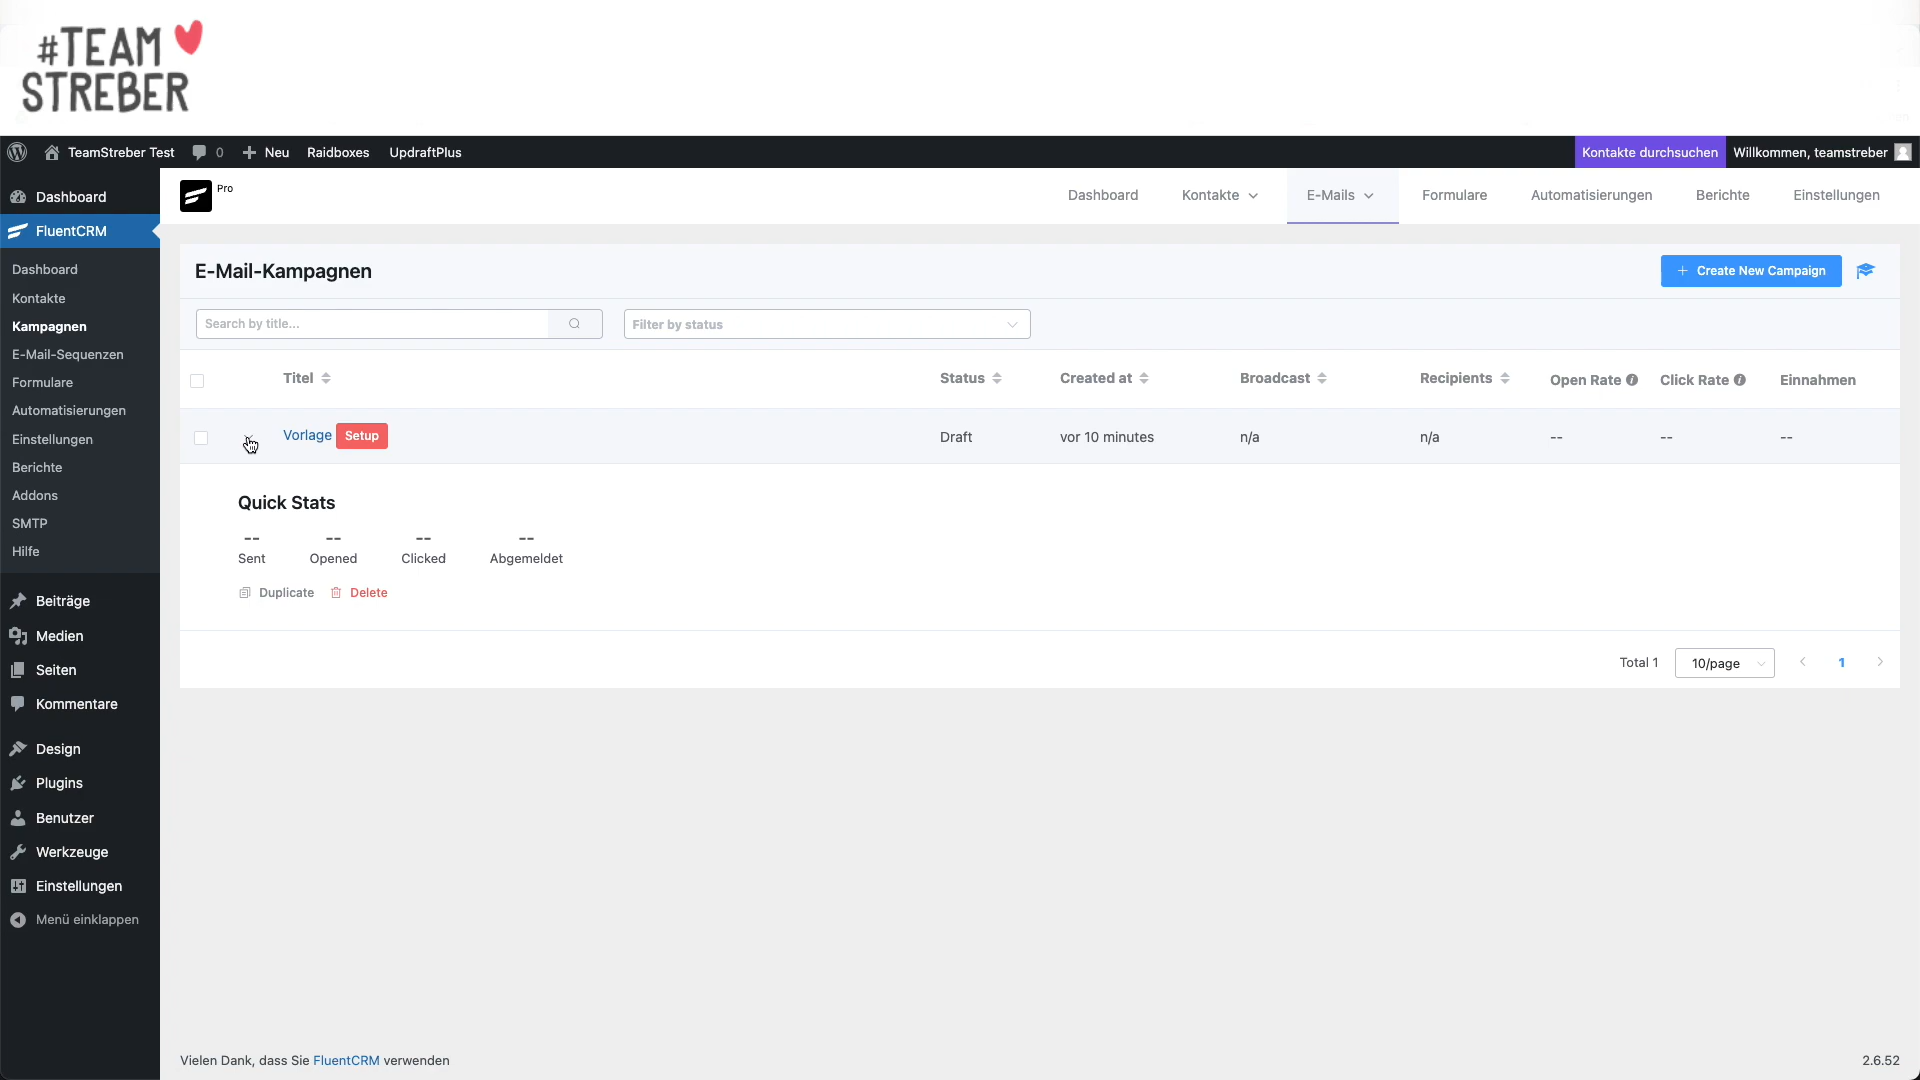 #TEAM
STREBER
TeamStreber Test 0 Neu Raidboxes UpdraftPlus Kontakte durchsuchen Willkommen, teamstreber
Dashboard
FluentCRM
Dashboard
Kontakte
Kampagnen
E-Mail-Sequenzen
Formulare
Automatisierungen
Einstellungen
Berichte
Addons
SMTP
Hilfe
Beiträge
Medien
Seiten
Kommentare
Design
Plugins
Benutzer
Werkzeuge
Einstellungen
Menü einklappen
Pro Dashboard Kontakte E-Mails Formulare Automatisierungen Berichte Einstellungen
E-Mail-Kampagnen + Create New Campaign
Search by title... Filter by status
Titel Status Created at Broadcast Recipients Open Rate Click Rate Einnahmen
Vorlage Setup Draft vor 10 minutes n/a n/a -- -- --
Quick Stats
-- -- -- --
Sent Opened Clicked Abgemeldet
Duplicate Delete
Total 1 10/page 1
Vielen Dank, dass Sie FluentCRM verwenden 2.6.52